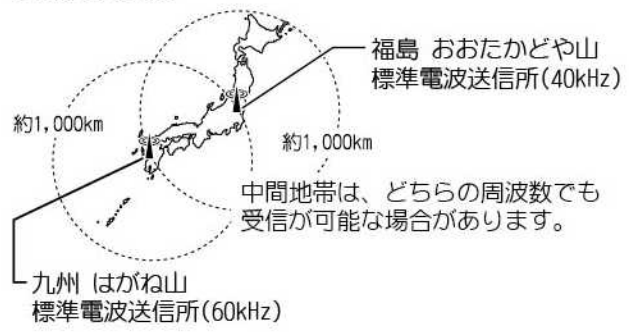 福島 おおたかどや山
標準電波送信所(40kHz)
約1,000km
約1,000km
中間地帯は、どちらの周波数でも
受信が可能な場合があります。
九州 はがね山
標準電波送信所(60kHz)